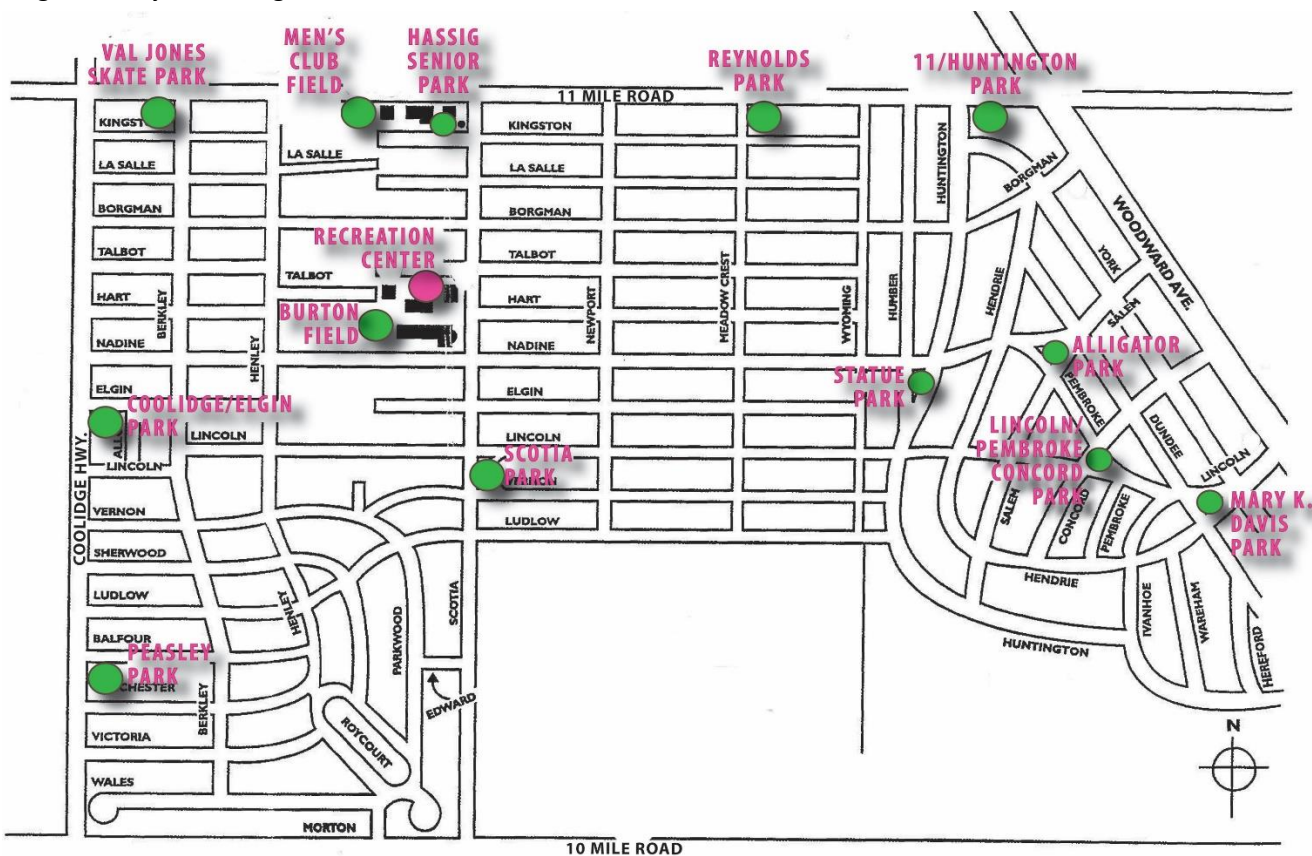 VAL JONES
SKATE PARK
MEN'S
CLUB
FIELD
HASSIG
SENIOR
PARK
REYNOLDS
PARK
11/HUNTINGTON
PARK
11 MILE ROAD
KINGST
KINGSTON
LA SALLE
LA SALLE
LA SALLE
HUNTINGTON
BORGMAN
BORGMAN
BORGMAN
WOODWARD AVE.
TALBOT
RECREATION
CENTER
TALBOT
TALBOT
YORK
HART
BERKLEY
HART
NEWPORT
MEADOW CREST
WYOMING
HUMBER
HENDRIE
SALEM
BURTON
FIELD
NADINE
HENLEY
NADINE
ALLIGATOR
PARK
ELGIN
ELGIN
STATUE
PARK
PEMBROKE
COOLIDGE/ELGIN
PARK
COOLIDGE HWY.
LINCOLN
LINCOLN
LINCOLN
LINCOLN/
PEMBROKE
CONCORD
PARK
DUNDEE
LINCOLN
SCOTIA
PARK
VERNON
VERNON
LUDLOW
SALEM
CONCORD
PEMBROKE
MARY K.
DAVIS
PARK
SHERWOOD
LUDLOW
HENLEY
PARKWOOD
SCOTIA
HENDRIE
IVANHOE
WAREHAM
HEREFORD
BALFOUR
HUNTINGTON
PEASLEY
PARK
CHESTER
BERKLEY
EDWARD
VICTORIA
ROYCOURT
N
WALES
MORTON
10 MILE ROAD